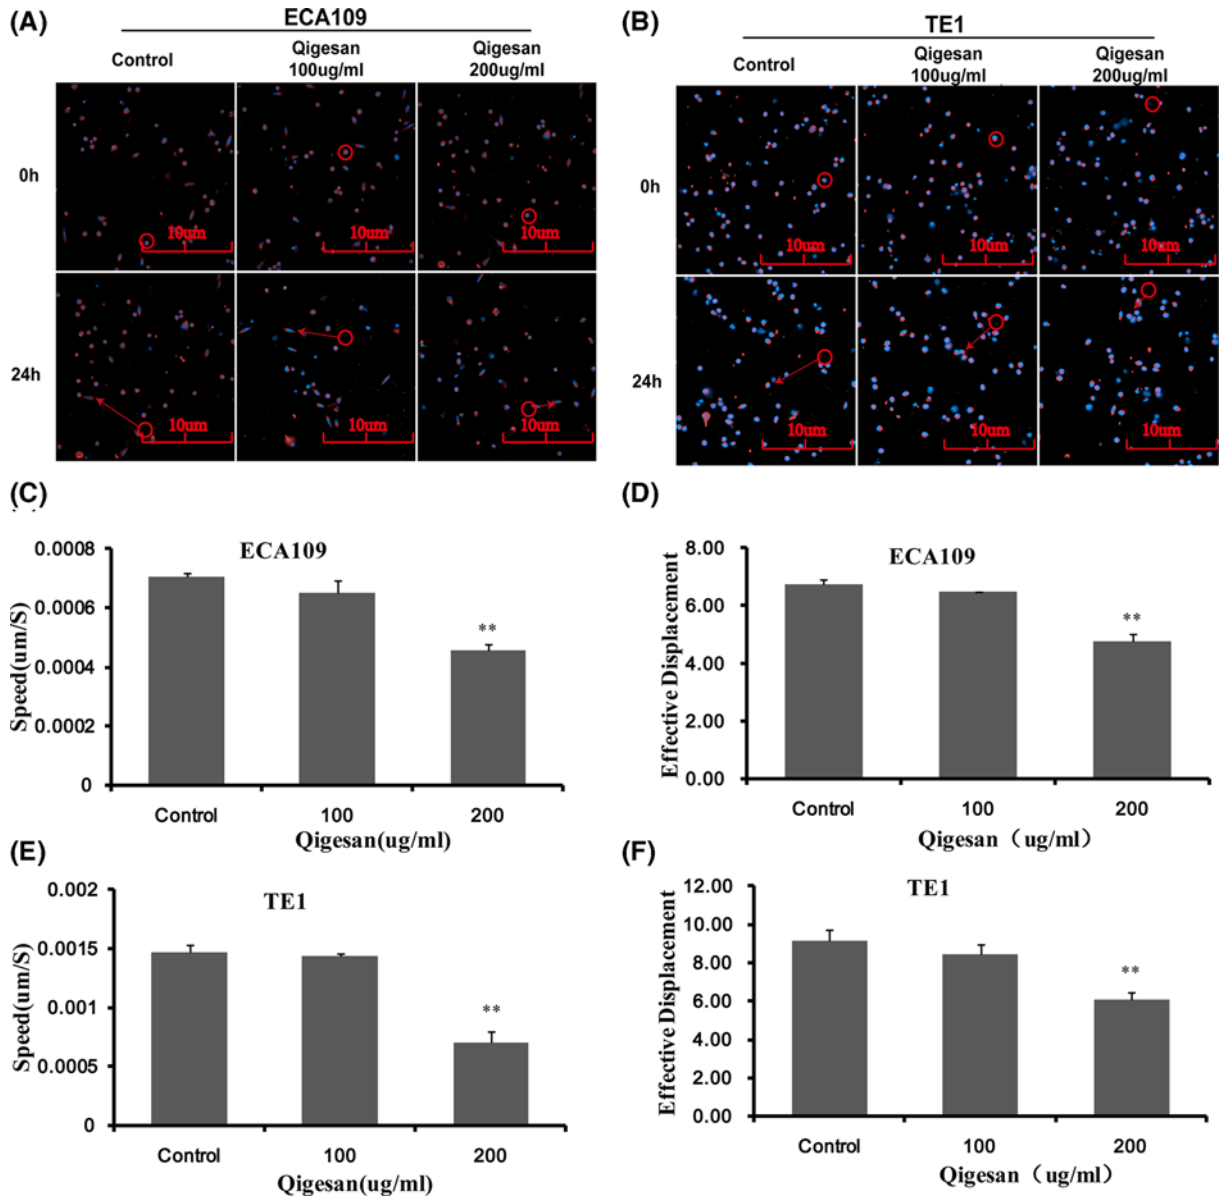 (A)
ECA109
Control
Qigesan
100ug/ml
Qigesan
200ug/ml
0h
10um
10um
10um
24h
10um
10um
10um
(B)
TE1
Control
Qigesan
100ug/ml
Qigesan
200ug/ml
0h
10um
10um
10um
24h
10um
10um
10um
(C)
ECA109
Speed(um/S)
0.0008
0.0006
0.0004
0.0002
0
**
Control
100
200
Qigesan(ug/ml)
(D)
ECA109
Effective Displacement
8.00
6.00
4.00
2.00
0.00
**
Control
100
200
Qigesan（ug/ml）
(E)
TE1
Speed(um/S)
0.002
0.0015
0.001
0.0005
0
**
Control
100
200
Qigesan(ug/ml)
(F)
TE1
Effective Displacement
12.00
10.00
8.00
6.00
4.00
2.00
0.00
**
Control
100
200
Qigesan（ug/ml）